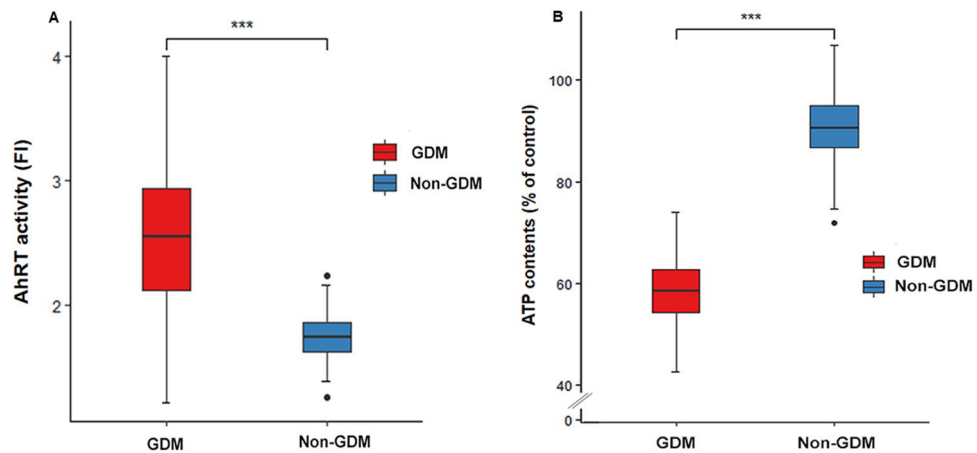 A
***
4
3
2
AhRT activity (FI)
GDM
Non-GDM
GDM
Non-GDM
B
***
100
80
60
40
0
ATP contents (% of control)
GDM
Non-GDM
GDM
Non-GDM